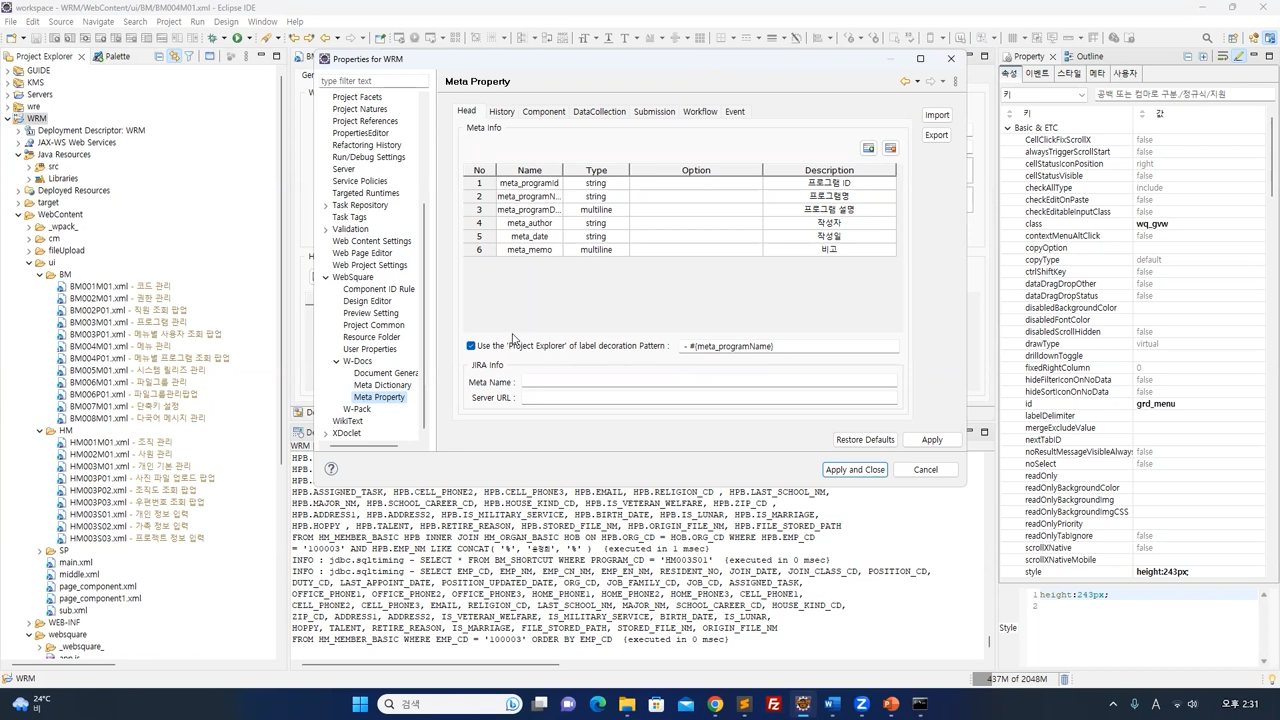 workspace - WRM/WebContent/ui/BM/BM004M01.xml - Eclipse IDE
File Edit Source Navigate Search Project Run Design Window Help
Project Explorer
Palette
GUIDE
KMS
Servers
wre
WRM
Deployment Descriptor: WRM
JAX-WS Web Services
Java Resources
src
Libraries
Deployed Resources
target
WebContent
_wpack_
cm
fileUpload
ui
BM
BM001M01.xml - 코드 관리
BM002M01.xml - 권한 관리
BM002P01.xml - 직원 조회 팝업
BM003M01.xml - 프로그램 관리
BM003P01.xml - 메뉴별 사용자 조회 팝업
BM004M01.xml - 메뉴 관리
BM004P01.xml - 메뉴별 프로그램 조회 팝업
BM005M01.xml - 시스템 릴리즈 관리
BM006M01.xml - 파일그룹 관리
BM006P01.xml - 파일그룹관리팝업
BM007M01.xml - 단축키 설정
BM008M01.xml - 다국어 메시지 관리
HM
HM001M01.xml - 조직 관리
HM002M01.xml - 사원 관리
HM003M01.xml - 개인 기본 관리
HM003P01.xml - 사진 파일 업로드 팝업
HM003P02.xml - 조직도 조회 팝업
HM003P03.xml - 우편번호 조회 팝업
HM003S01.xml - 개인 정보 입력
HM003S02.xml - 가족 정보 입력
HM003S03.xml - 프로젝트 정보 입력
SP
main.xml
middle.xml
page_component.xml
page_component1.xml
sub.xml
WEB-INF
websquare
_websquare_
WRM
Properties for WRM
type filter text
Project Facets
Project Natures
Project References
PropertiesEditor
Refactoring History
Run/Debug Settings
Server
Service Policies
Targeted Runtimes
Task Repository
Task Tags
Validation
Web Content Settings
Web Page Editor
Web Project Settings
WebSquare
Component ID Rule
Design Editor
Preview Setting
Project Common
Resource Folder
User Properties
W-Docs
Document Genera
Meta Dictionary
Meta Property
W-Pack
WikiText
XDoclet
Meta Property
Head History Component DataCollection Submission Workflow Event
Import
Export
Meta Info
No Name Type Option Description
1 meta_programId string 프로그램 ID
2 meta_programN... string 프로그램명
3 meta_programD... multiline 프로그램 설명
4 meta_author string 작성자
5 meta_date string 작성일
6 meta_memo multiline 비고
Use the 'Project Explorer' of label decoration Pattern : - #{meta_programName}
JIRA Info
Meta Name :
Server URL :
Restore Defaults Apply
Apply and Close Cancel
WRM
HPB.ASSIGNED_TASK, HPB.CELL_PHONE2, HPB.CELL_PHONE3, HPB.EMAIL, HPB.RELIGION_CD , HPB.LAST_SCHOOL_NM,
HPB.MAJOR_NM, HPB.SCHOOL_CAREER_CD, HPB.HOUSE_KIND_CD, HPB.IS_VETERAN_WELFARE, HPB.ZIP_CD ,
HPB.ADDRESS1, HPB.ADDRESS2, HPB.IS_MILITARY_SERVICE, HPB.BIRTH_DATE, HPB.IS_LUNAR, HPB.IS_MARRIAGE,
HPB.HOPPY , HPB.TALENT, HPB.RETIRE_REASON, HPB.STORED_FILE_NM, HPB.ORIGIN_FILE_NM, HPB.STORED_FILE_PATH
FROM HM_MEMBER_BASIC HPB INNER JOIN HM_ORGAN_BASIC HOB ON HPB.ORG_CD = HOB.ORG_CD WHERE HPB.EMP_CD
INFO : jdbc.sqltiming - SELECT * FROM BM_SHORTCUT WHERE PROGRAM_CD = 'HM003S01' {executed in 0 msec}
INFO : jdbc.sqltiming - SELECT EMP_CD, EMP_NM, EMP_CN_NM, EMP_EN_NM, RESIDENT_NO, JOIN_DATE, JOIN_CLASS_CD, POSITION_CD,
DUTY_CD, LAST_APPOINT_DATE, POSITION_UPDATED_DATE, ORG_CD, JOB_FAMILY_CD, JOB_CD, ASSIGNED_TASK,
OFFICE_PHONE1, OFFICE_PHONE2, OFFICE_PHONE3, HOME_PHONE1, HOME_PHONE2, HOME_PHONE3, CELL_PHONE1,
CELL_PHONE2, CELL_PHONE3, EMAIL, RELIGION_CD, LAST_SCHOOL_NM, MAJOR_NM, SCHOOL_CAREER_CD, HOUSE_KIND_CD,
ZIP_CD, ADDRESS1, ADDRESS2, IS_VETERAN_WELFARE, IS_MILITARY_SERVICE, BIRTH_DATE, IS_LUNAR,
HOPPY, TALENT, RETIRE_REASON, IS_MARRIAGE, STORED_FILE_PATH, STORED_FILE_NM, ORIGIN_FILE_NM
FROM HM_MEMBER_BASIC WHERE EMP_CD = '100003' ORDER BY EMP_CD {executed in 0 msec}
Property Outline
속성 이벤트 스타일 메타 사용자
키 공백 또는 컴마로 구분/정규식/지원
키 값
Basic & ETC
CellClickFixScrollX false
alwaysTriggerScrollStart false
cellStatusIconPosition right
cellStatusVisible false
checkAllType include
checkEditOnPaste false
checkEditableInputClass false
class wq_gvw
contextMenuAltClick false
copyOption
copyType default
ctrlShiftKey false
dataDragDropOther false
dataDragDropStatus false
disabledBackgroundColor
disabledFontColor
disabledScrollHidden false
drawType virtual
drilldownToggle
fixedRightColumn 0
hideFilterIconOnNoData false
hideSortIconOnNoData false
id grd_menu
labelDelimiter
mergeExcludeValue
nextTabID
noResultMessageVisibleAlways false
noSelect false
readOnly
readOnlyBackgroundColor
readOnlyBackgroundImg
readOnlyBackgroundImgCSS
readOnlyPriority
readOnlyTabIgnore false
scrollXNative false
scrollXNativeMobile
style height:243px;
Style
1 height:243px;
2
437M of 2048M
24°C
비
검색
A
오후 2:31